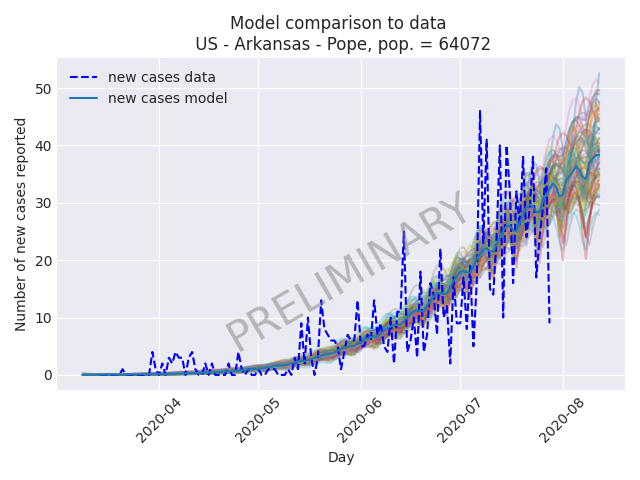 Model comparison to data
US - Arkansas - Pope, pop. = 64072
new cases data
new cases model
Number of new cases reported
50
40
30
20
10
0
PRELIMINARY
2020-04
2020-05
2020-06
2020-07
2020-08
Day